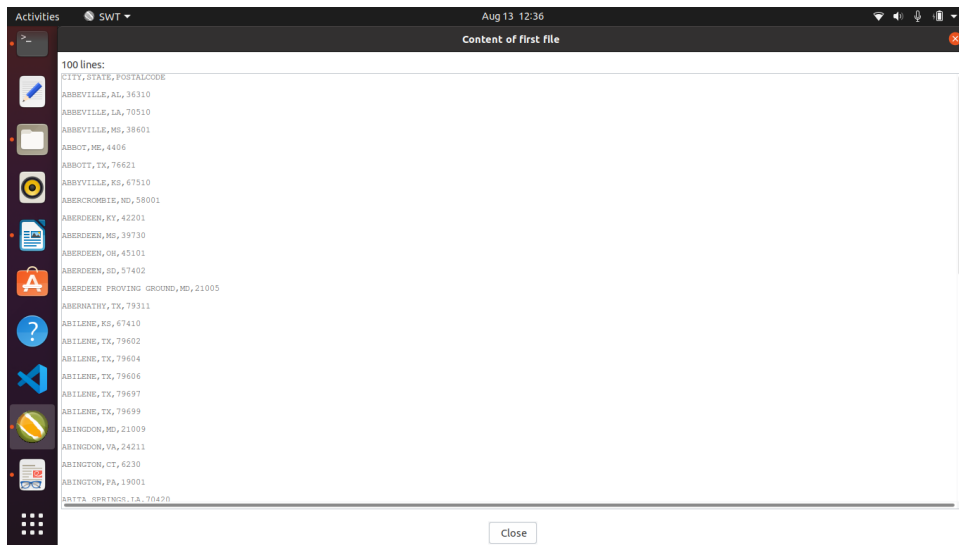 Activities SWT Aug 13 12:36
Content of first file
100 lines:
CITY,STATE,POSTALCODE
ABBEVILLE,AL,36310
ABBEVILLE,LA,70510
ABBEVILLE,MS,38601
ABBOT,ME,4406
ABBOTT,TX,76621
ABBYVILLE,KS,67510
ABERCROMBIE,ND,58001
ABERDEEN,KY,42201
ABERDEEN,MS,39730
ABERDEEN,OH,45101
ABERDEEN,SD,57402
ABERDEEN PROVING GROUND,MD,21005
ABERNATHY,TX,79311
ABILENE,KS,67410
ABILENE,TX,79602
ABILENE,TX,79604
ABILENE,TX,79606
ABILENE,TX,79697
ABILENE,TX,79699
ABINGDON,MD,21009
ABINGDON,VA,24211
ABINGTON,CT,6230
ABINGTON,PA,19001
ABITA SPRINGS,LA,70420
Close